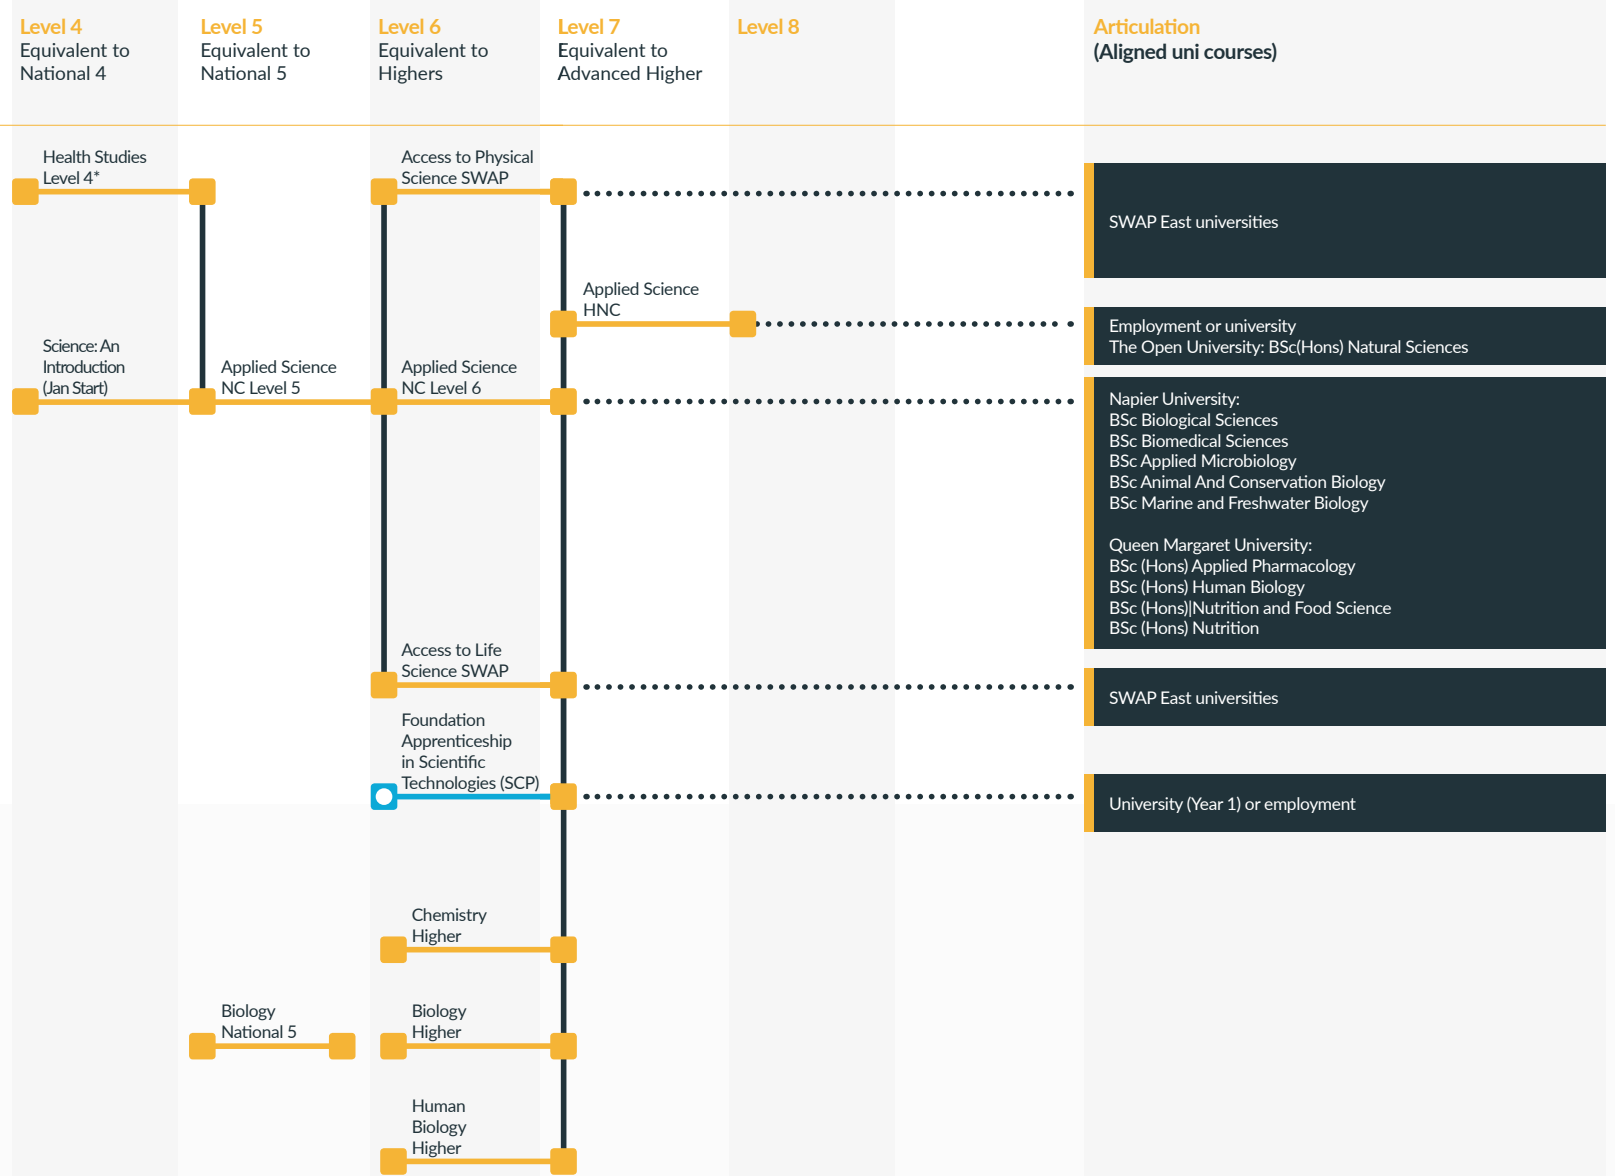 Level 4
Equivalent to
National 4
Level 5
Equivalent to
National 5
Level 6
Equivalent to
Highers
Level 7
Equivalent to
Advanced Higher
Level 8
Articulation
(Aligned uni courses)
Health Studies
Level 4*
Access to Physical
Science SWAP
SWAP East universities
Applied Science
HNC
Employment or university
The Open University: BSc(Hons) Natural Sciences
Science: An
Introduction
(Jan Start)
Applied Science
NC Level 5
Applied Science
NC Level 6
Napier University:
BSc Biological Sciences
BSc Biomedical Sciences
BSc Applied Microbiology
BSc Animal And Conservation Biology
BSc Marine and Freshwater Biology
Queen Margaret University:
BSc (Hons) Applied Pharmacology
BSc (Hons) Human Biology
BSc (Hons)|Nutrition and Food Science
BSc (Hons) Nutrition
Access to Life
Science SWAP
SWAP East universities
Foundation
Apprenticeship
in Scientific
Technologies (SCP)
University (Year 1) or employment
Chemistry
Higher
Biology
National 5
Biology
Higher
Human
Biology
Higher